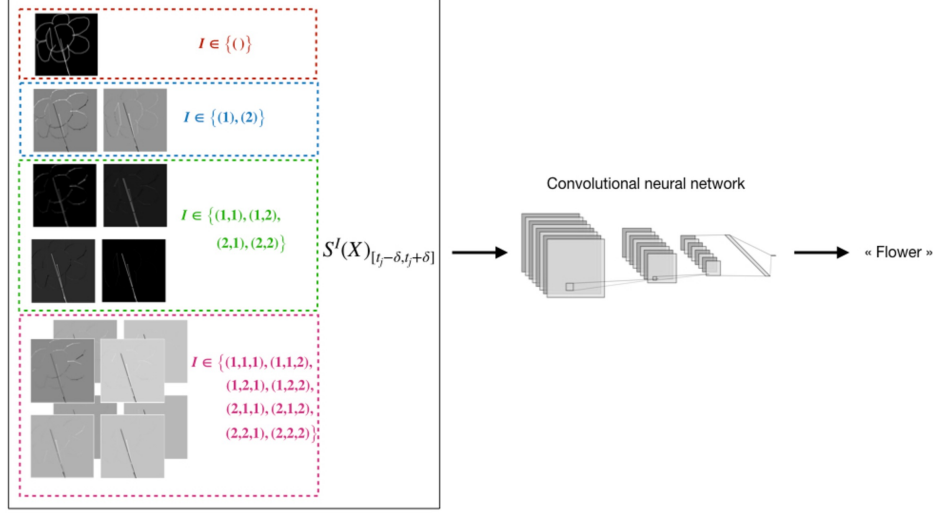 I ∈ {()}
I ∈ {(1), (2)}
I ∈ {(1,1), (1,2),
(2,1), (2,2)}
I ∈ {(1,1,1), (1,1,2),
(1,2,1), (1,2,2),
(2,1,1), (2,1,2),
(2,2,1), (2,2,2)}
S^I(X)_{[t_j−δ,t_j+δ]}
Convolutional neural network
« Flower »